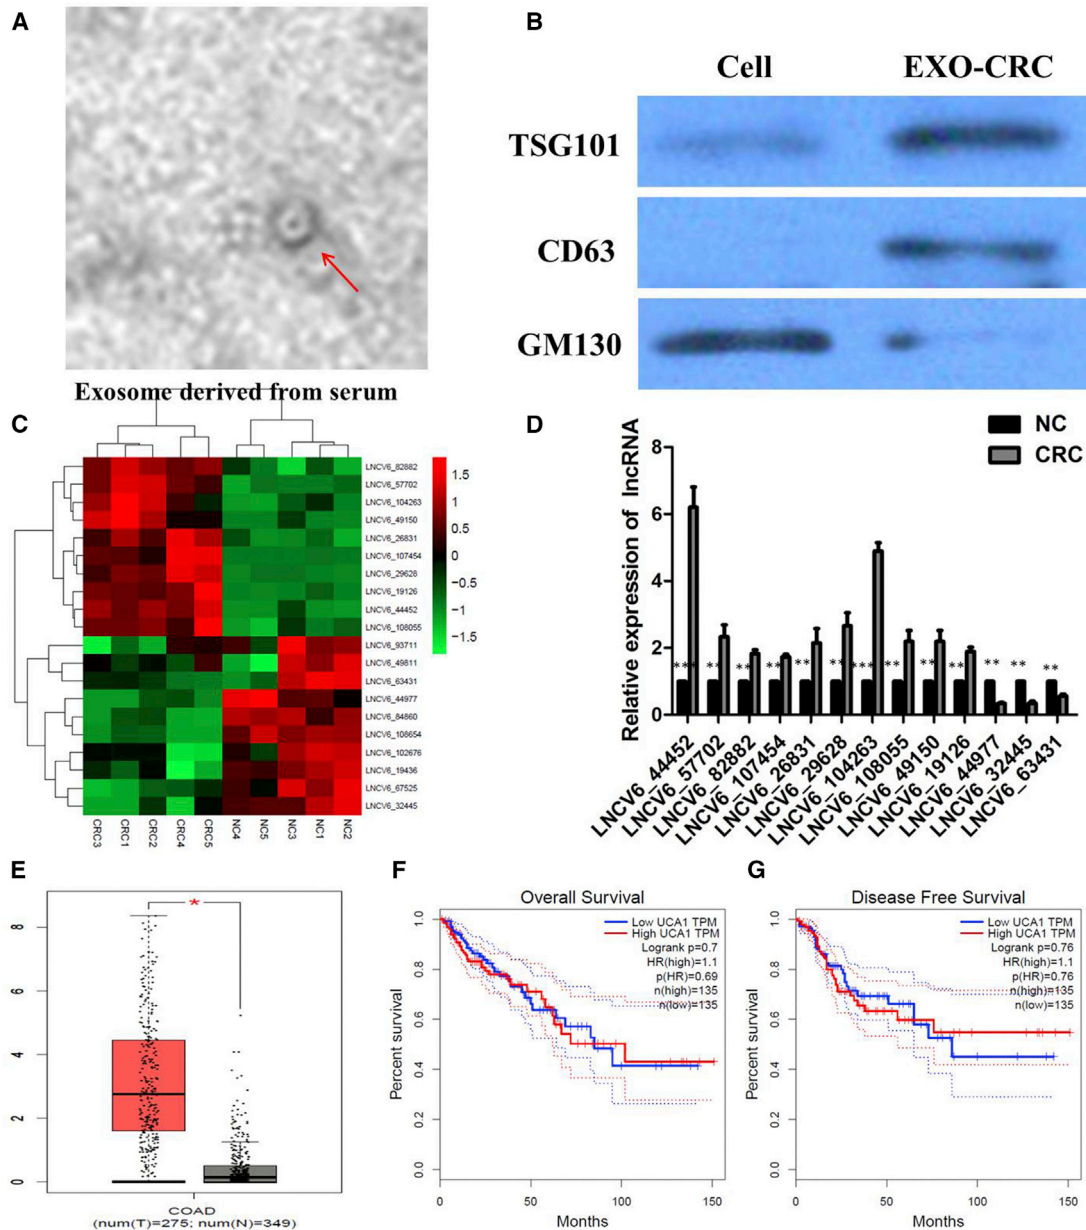 A
B
Cell EXO-CRC
TSG101
CD63
GM130
Exosome derived from serum
C
LNCV6_82882
LNCV6_57702
LNCV6_104263
LNCV6_49150
LNCV6_26831
LNCV6_107454
LNCV6_29628
LNCV6_19126
LNCV6_44452
LNCV6_108055
LNCV6_93711
LNCV6_49811
LNCV6_63431
LNCV6_44977
LNCV6_84860
LNCV6_108654
LNCV6_102676
LNCV6_19436
LNCV6_67525
LNCV6_32445
1.5
1
0.5
0
−0.5
−1
−1.5
CRC3 CRC1 CRC2 CRC4 CRC5 NC4 NC5 NC3 NC1 NC2
D
NC
CRC
Relative expression of lncRNA
8
6
4
2
0
** ** ** ** ** ** *** ** ** ** ** ** **
LNCV6_44452
LNCV6_57702
LNCV6_82882
LNCV6_107454
LNCV6_26831
LNCV6_29628
LNCV6_104263
LNCV6_108055
LNCV6_49150
LNCV6_19126
LNCV6_44977
LNCV6_32445
LNCV6_63431
E
*
8
6
4
2
0
COAD
(num(T)=275; num(N)=349)
F
Overall Survival
Low UCA1 TPM
High UCA1 TPM
Logrank p=0.7
HR(high)=1.1
p(HR)=0.69
n(high)=135
n(low)=135
Percent survival
1.0
0.8
0.6
0.4
0.2
0.0
0 50 100 150
Months
G
Disease Free Survival
Low UCA1 TPM
High UCA1 TPM
Logrank p=0.76
HR(high)=1.1
p(HR)=0.76
n(high)=135
n(low)=135
Percent survival
1.0
0.8
0.6
0.4
0.2
0.0
0 50 100 150
Months